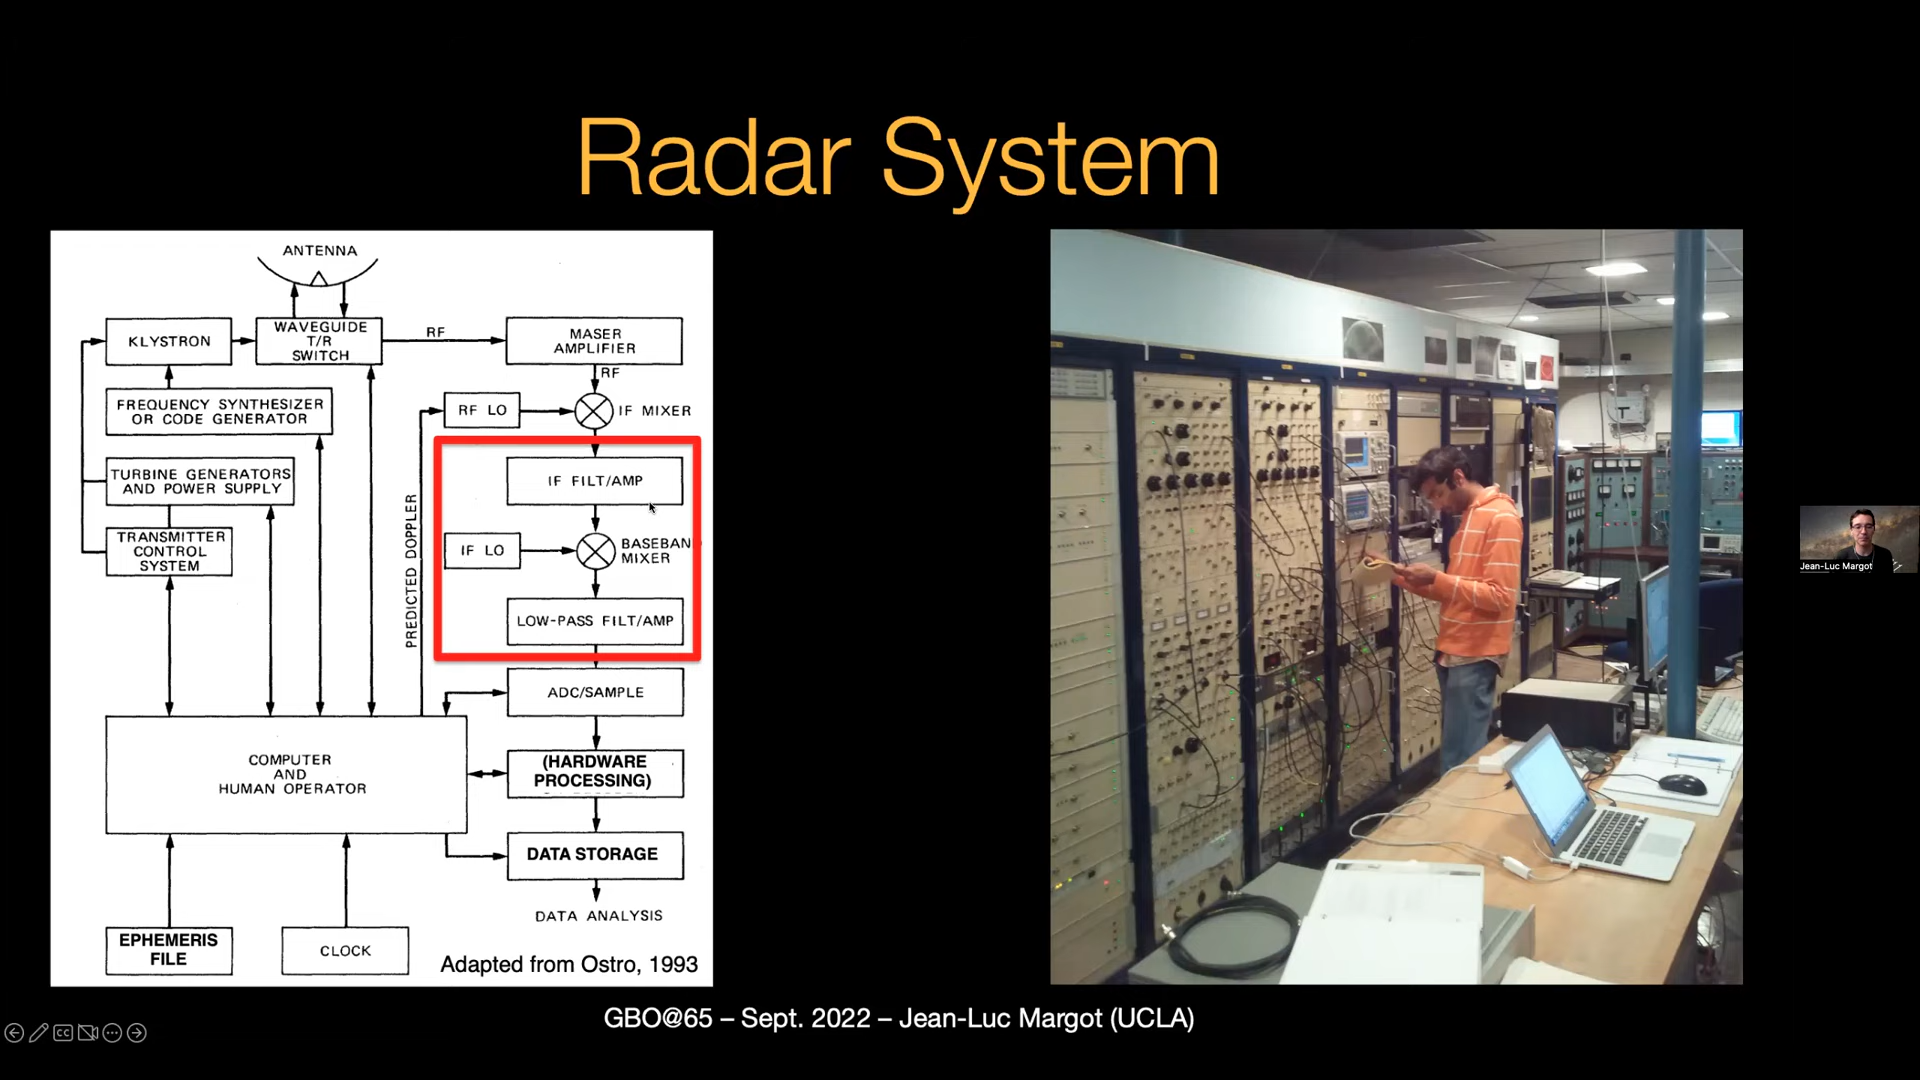 Radar System
ANTENNA
KLYSTRON
WAVEGUIDE
T/R
SWITCH
RF
MASER
AMPLIFIER
RF
FREQUENCY SYNTHESIZER
OR CODE GENERATOR
RF LO
IF MIXER
TURBINE GENERATORS
AND POWER SUPPLY
IF FILT/AMP
PREDICTED DOPPLER
TRANSMITTER
CONTROL
SYSTEM
IF LO
BASEBAN
MIXER
LOW-PASS FILT/AMP
ADC/SAMPLE
COMPUTER
AND
HUMAN OPERATOR
(HARDWARE
PROCESSING)
DATA STORAGE
DATA ANALYSIS
EPHEMERIS
FILE
CLOCK
Adapted from Ostro, 1993
GBO@65 – Sept. 2022 – Jean-Luc Margot (UCLA)
Jean-Luc Margot
CC